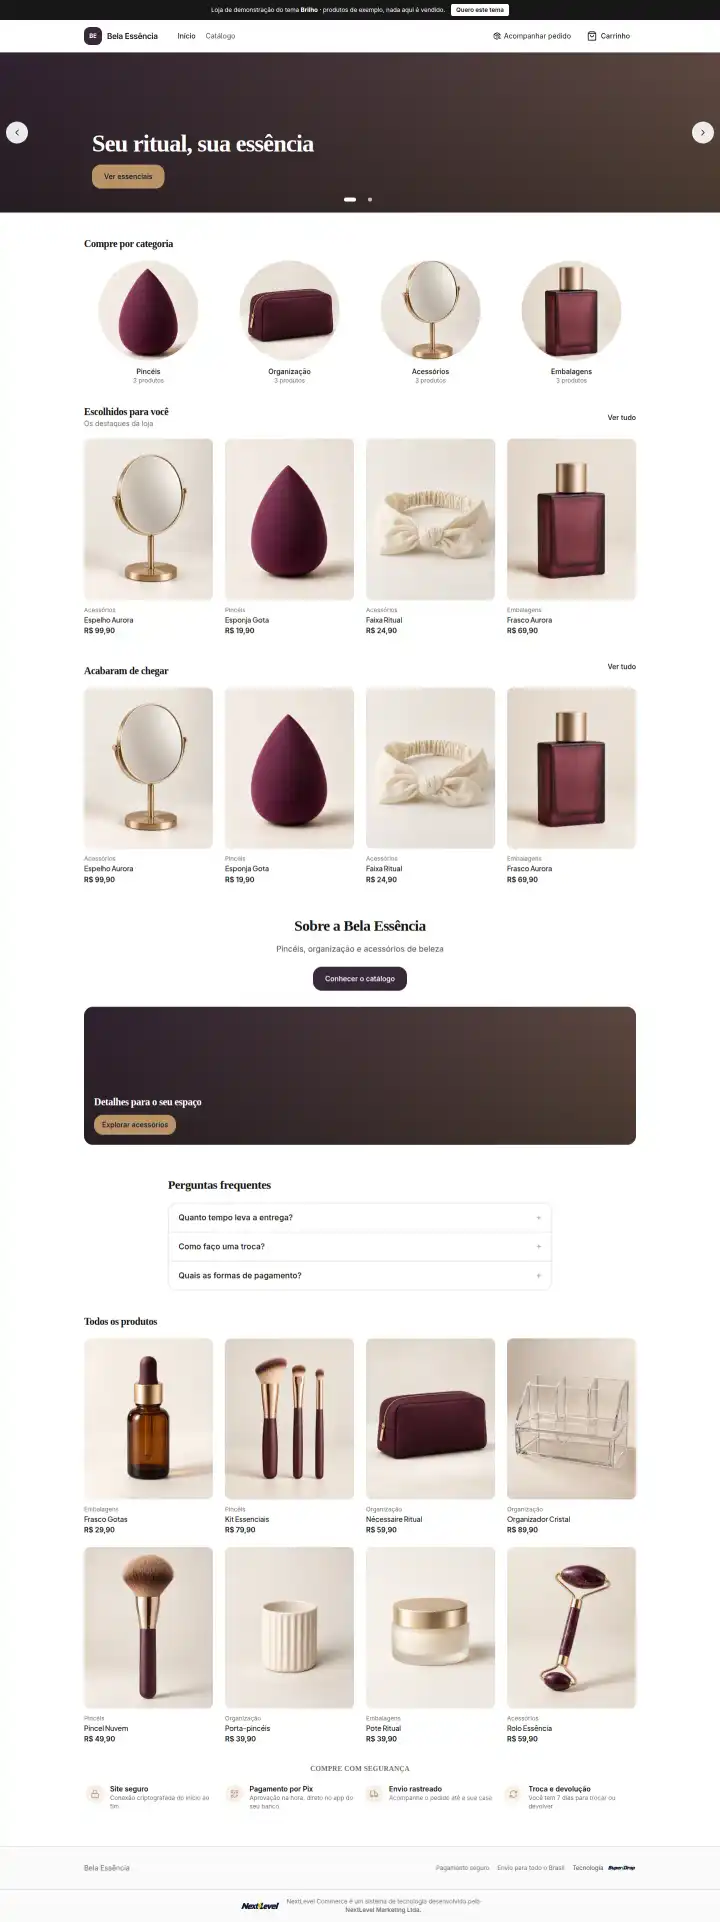 Loja de demonstração do tema Brilho · produtos de exemplo, nada aqui é vendido. Quero este tema
BE Bela Essência Início Catálogo Acompanhar pedido Carrinho
Seu ritual, sua essência
Ver essenciais
Compre por categoria
Pincéis Organização Acessórios Embalagens
3 produtos 3 produtos 3 produtos 3 produtos
Escolhidos para você
Os destaques da loja
Ver tudo
Acessórios Pincéis Acessórios Embalagens
Espelho Aurora Esponja Gota Faixa Ritual Frasco Aurora
R$ 99,90 R$ 19,90 R$ 24,90 R$ 69,90
Acabaram de chegar Ver tudo
Acessórios Pincéis Acessórios Embalagens
Espelho Aurora Esponja Gota Faixa Ritual Frasco Aurora
R$ 99,90 R$ 19,90 R$ 24,90 R$ 69,90
Sobre a Bela Essência
Pincéis, organização e acessórios de beleza
Conhecer o catálogo
Detalhes para o seu espaço
Explorar acessórios
Perguntas frequentes
Quanto tempo leva a entrega? +
Como faço uma troca? +
Quais as formas de pagamento? +
Todos os produtos
Embalagens Pincéis Organização Organização
Frasco Gotas Kit Essenciais Nécessaire Ritual Organizador Cristal
R$ 29,90 R$ 79,90 R$ 59,90 R$ 89,90
Pincéis Organização Embalagens Acessórios
Pincel Nuvem Porta-pincéis Pote Ritual Rolo Essência
R$ 49,90 R$ 39,90 R$ 39,90 R$ 59,90
COMPRE COM SEGURANÇA
Site seguro Pagamento por Pix Envio rastreado Troca e devolução
Conexão criptografada do início ao Aprovação na hora, direto no app do Acompanhe o pedido até a sua casa Você tem 7 dias para trocar ou
fim seu banco devolver
Bela Essência Pagamento seguro Envio para todo o Brasil Tecnologia SuperDrop
NextLevel NextLevel Commerce é um sistema de tecnologia desenvolvido pelo
NextLevel Marketing Ltda.